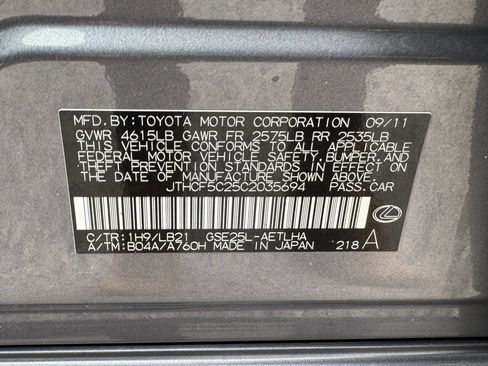 MFD.BY:TOYOTA MOTOR CORPORATION 09/11
GVWR 4615LB GAWR FR 2575LB RR 2535LB
THIS VEHICLE CONFORMS TO ALL APPLICABLE
FEDERAL MOTOR VEHICLE SAFETY,BUMPER,AND
THEFT PREVENTION STANDARDS IN EFFECT ON
THE DATE OF MANUFACTURE SHOWN ABOVE.
JTHCF5C25C2035694 PASS.CAR
C/TR:1H9/LB21 GSE25L-AETLHA
A/TM:B04A/A760H MADE IN JAPAN 218 A